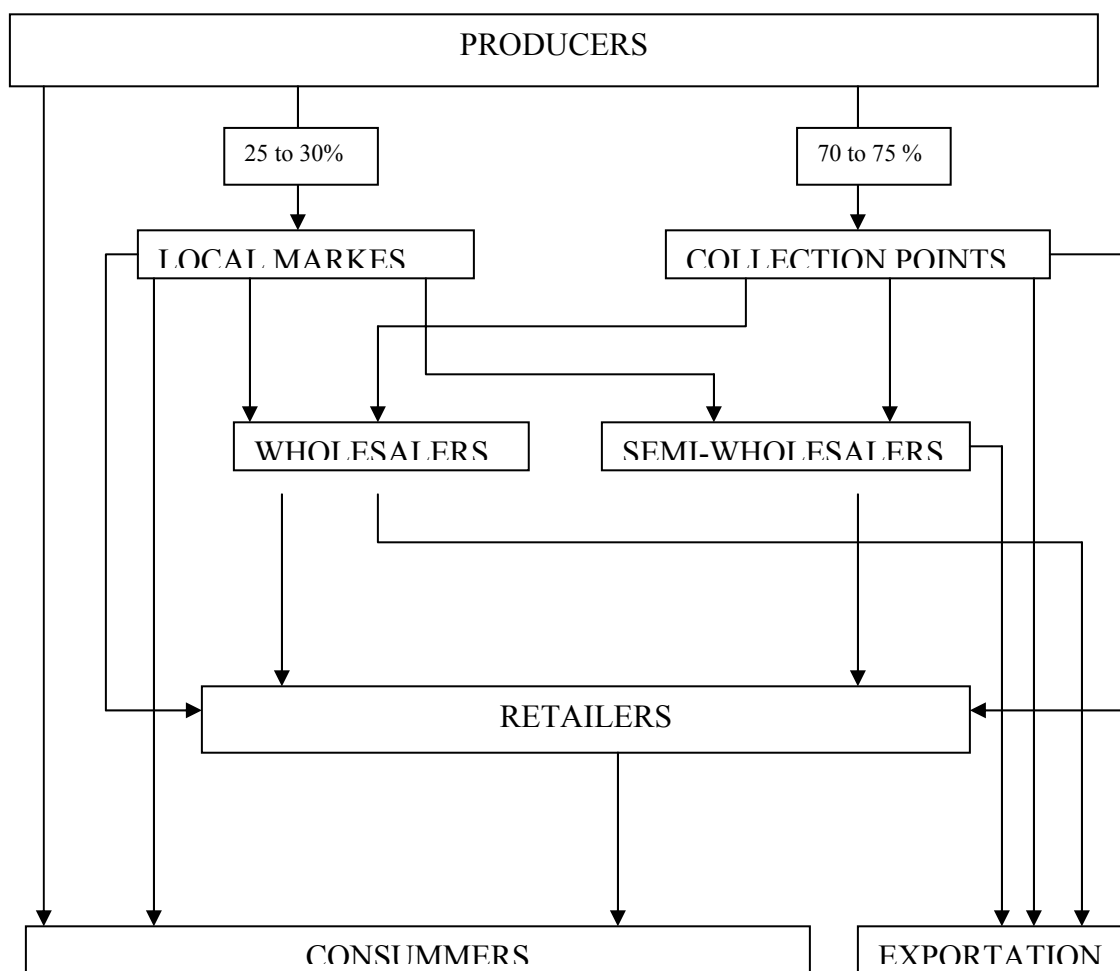 PRODUCERS
25 to 30%
70 to 75 %
LOCAL MARKES
COLLECTION POINTS
WHOLESALERS
SEMI-WHOLESALERS
RETAILERS
CONSUMMERS
EXPORTATION